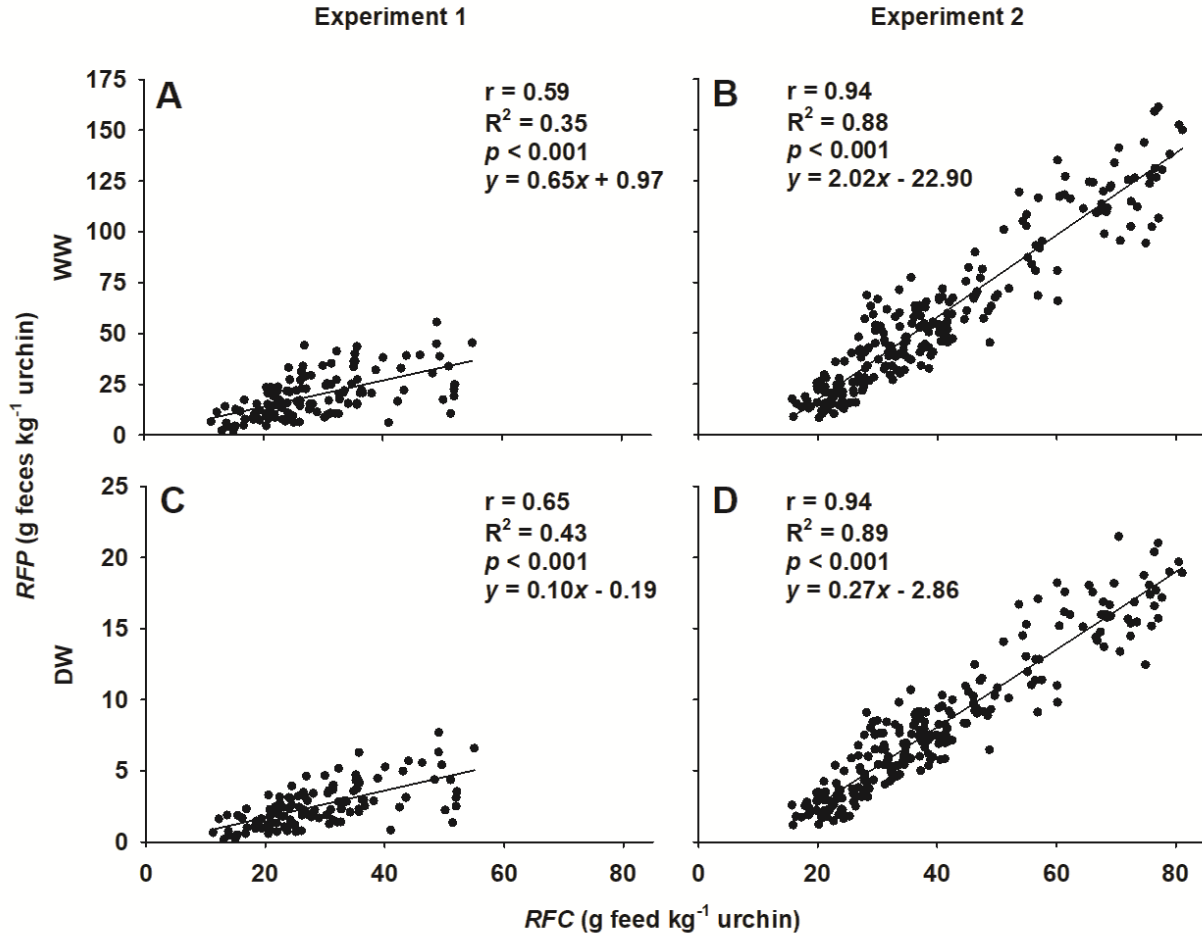 Experiment 1
Experiment 2
A
r = 0.59
R² = 0.35
p < 0.001
y = 0.65x + 0.97
B
r = 0.94
R² = 0.88
p < 0.001
y = 2.02x - 22.90
175
150
125
100
75
50
25
0
WW
RFP (g feces kg⁻¹ urchin)
C
r = 0.65
R² = 0.43
p < 0.001
y = 0.10x - 0.19
D
r = 0.94
R² = 0.89
p < 0.001
y = 0.27x - 2.86
25
20
15
10
5
0
DW
0 20 40 60 80
0 20 40 60 80
RFC (g feed kg⁻¹ urchin)